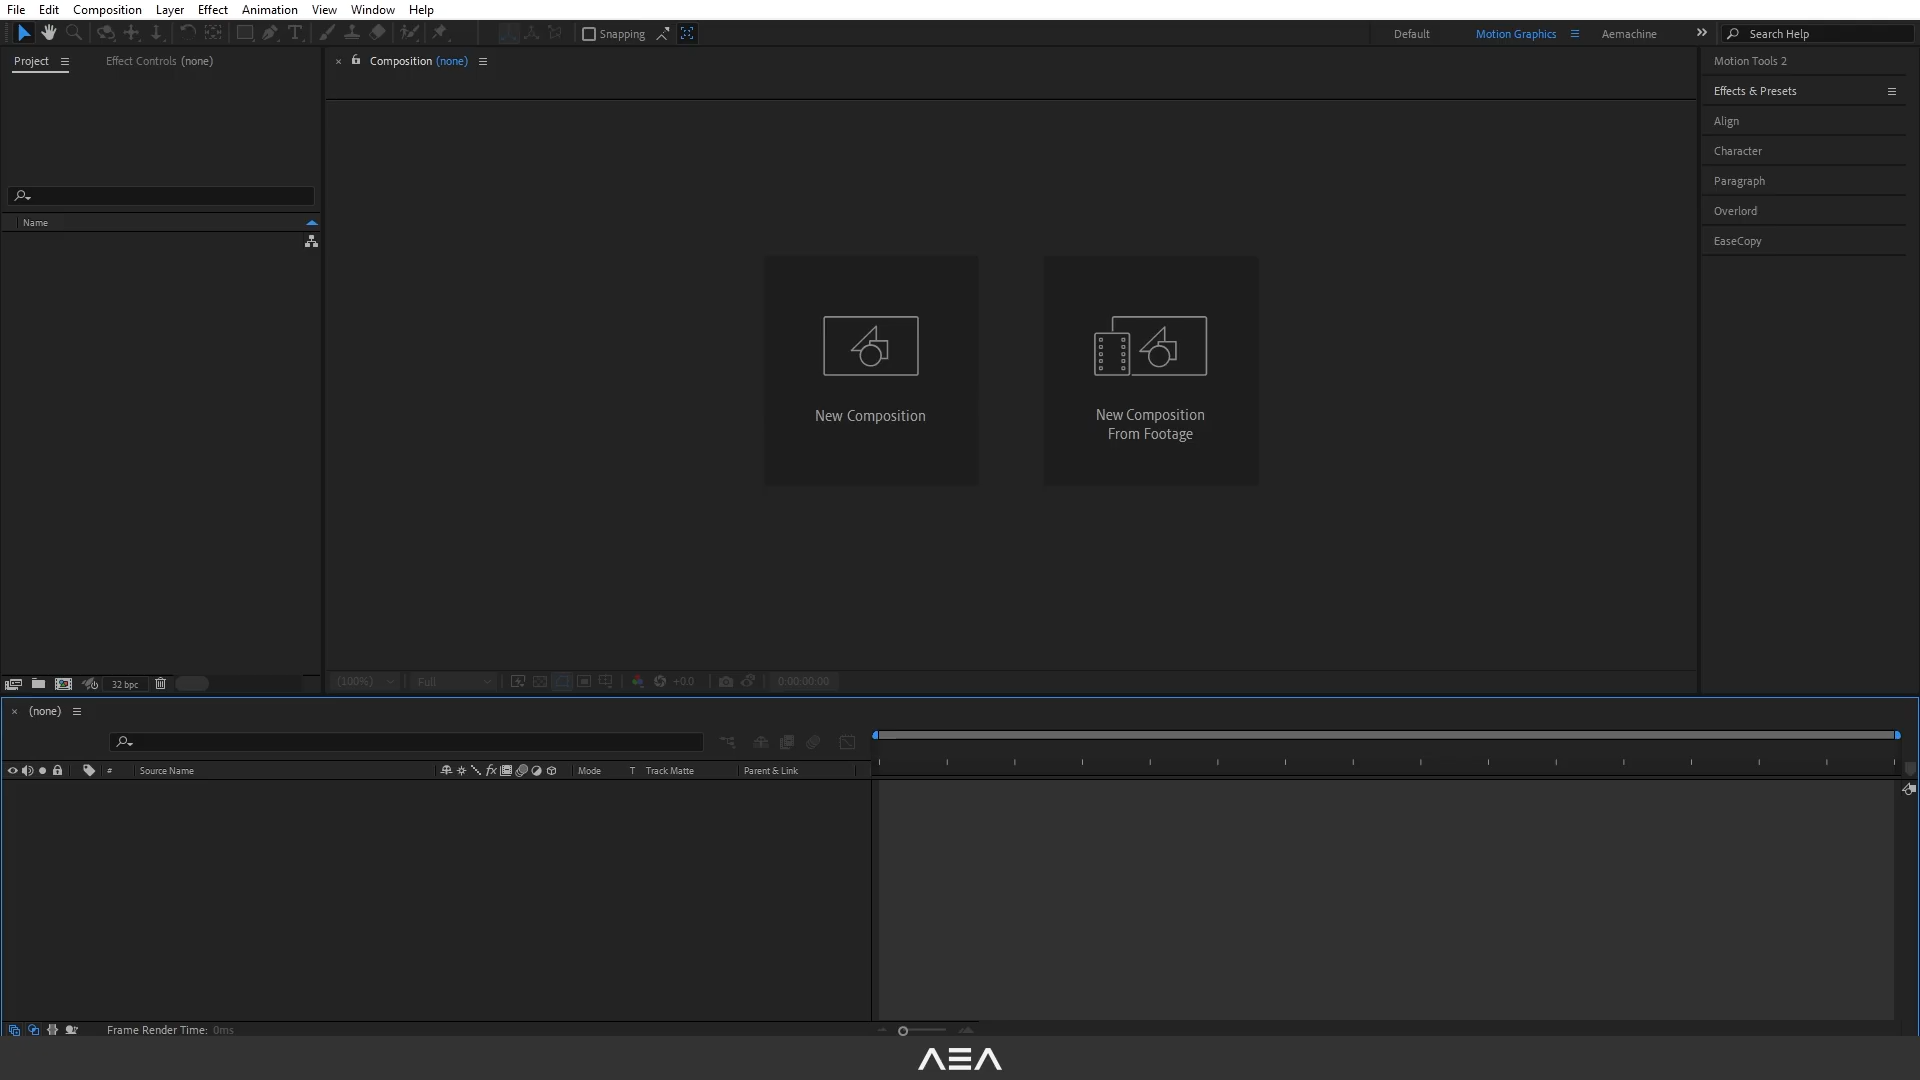 File Edit Composition Layer Effect Animation View Window Help
Snapping
Default Motion Graphics Aemachine Search Help
Project Effect Controls (none)
Composition (none)
Motion Tools 2
Effects & Presets
Align
Character
Paragraph
Overlord
EaseCopy
Name
New Composition
New Composition
From Footage
32 bpc
(100%) Full +0.0 0:00:00:00
(none)
# Source Name fx Mode T Track Matte Parent & Link
Frame Render Time: 0ms